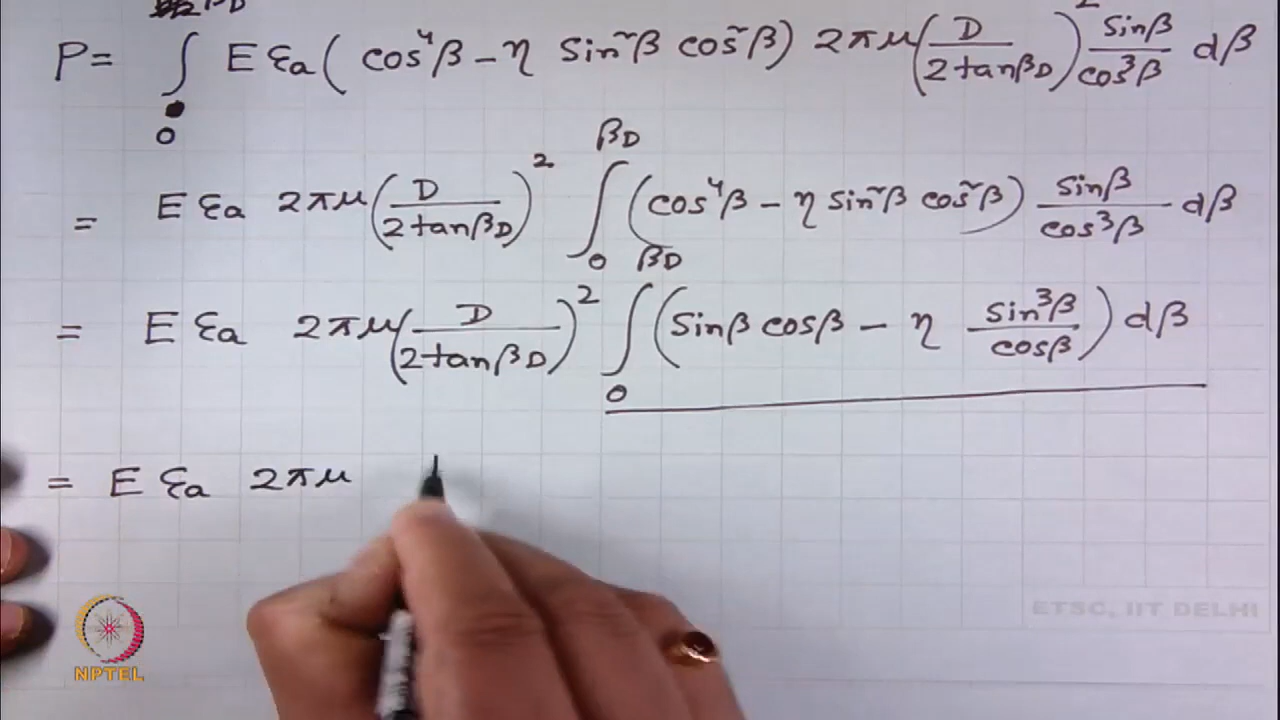 βD
P= ∫ E εa ( cos⁴β - η sin²β cos²β) 2πμ (D / 2tanβD)² sinβ / cos³β dβ
0
= E εa 2πμ (D / 2tanβD)² ∫₀^βD (cos⁴β - η sin²β cos²β) sinβ / cos³β dβ
= E εa 2πμ (D / 2tanβD)² ∫₀^βD (sinβ cosβ - η sin³β / cosβ) dβ
= E εa 2πμ
ETSC, IIT DELHI
NPTEL